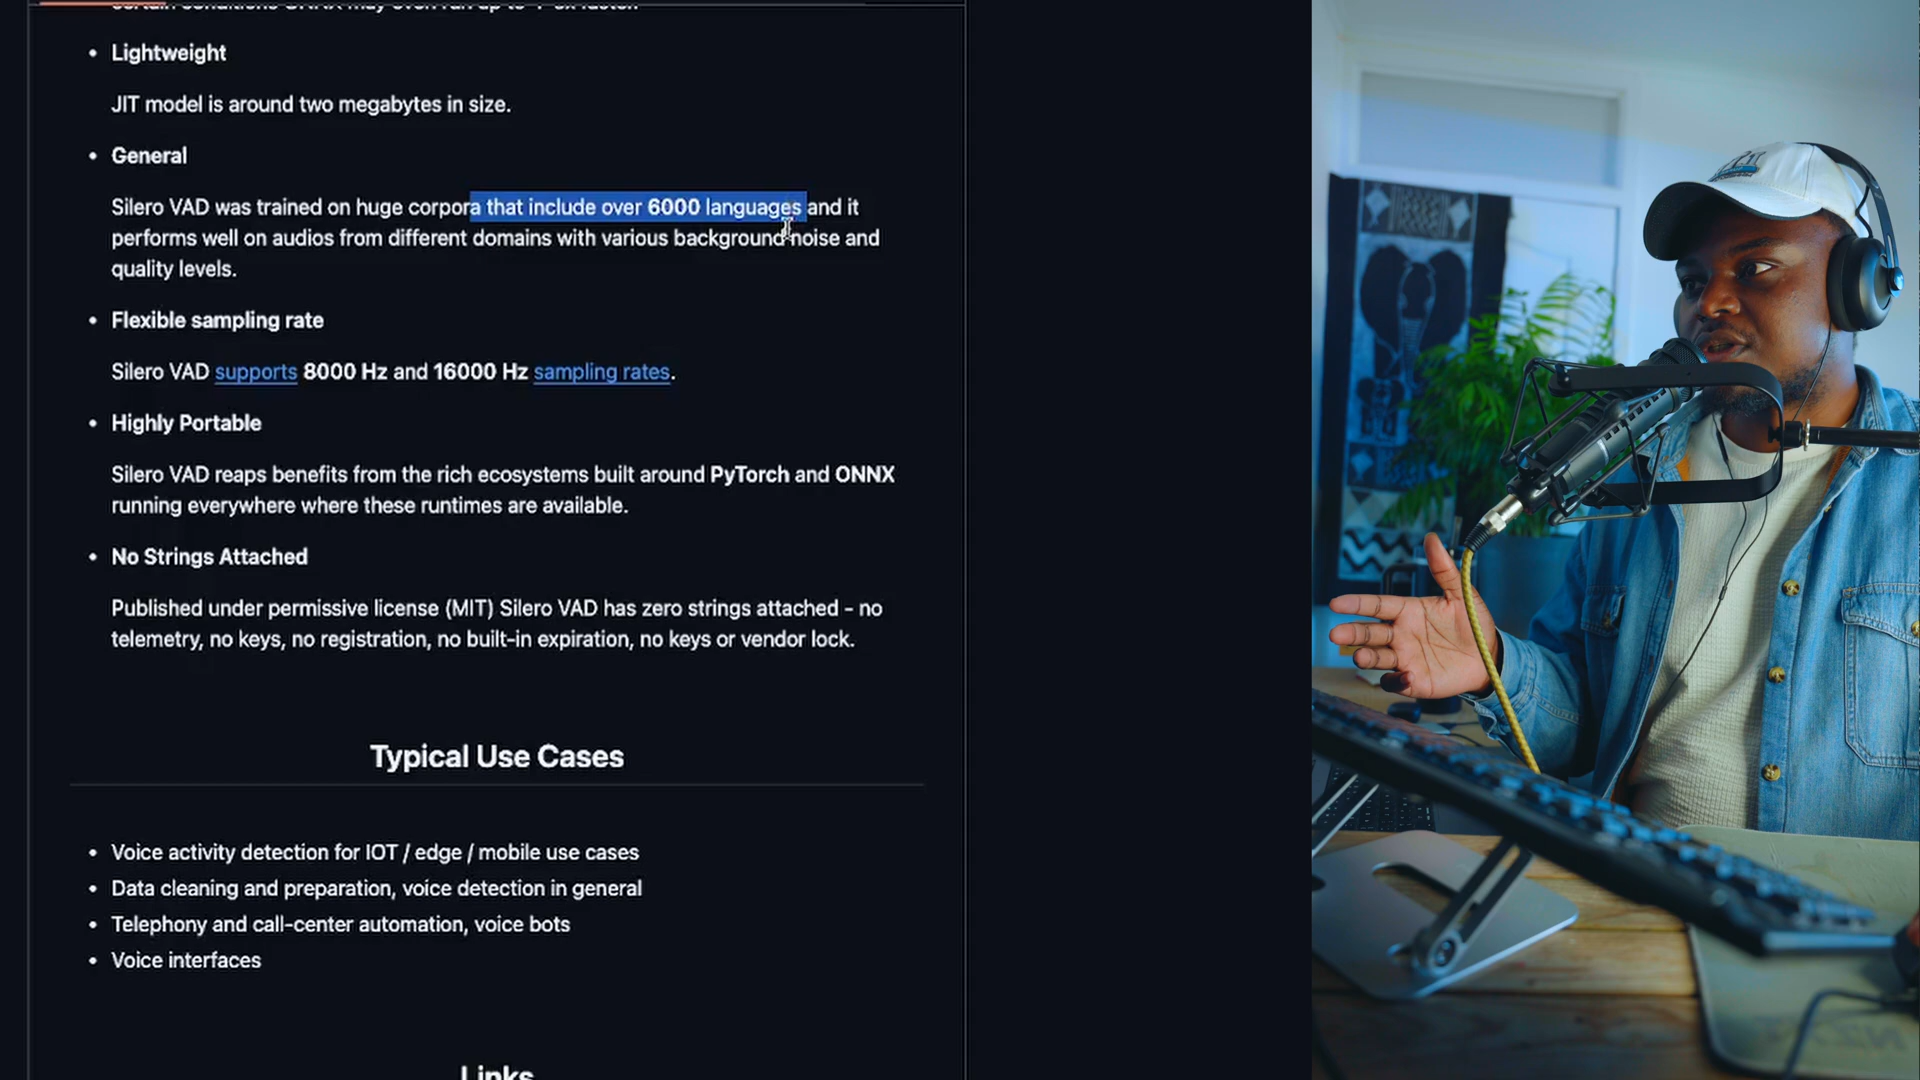 Lightweight
JIT model is around two megabytes in size.
General
Silero VAD was trained on huge corpora that include over 6000 languages and it
performs well on audios from different domains with various background noise and
quality levels.
Flexible sampling rate
Silero VAD supports 8000 Hz and 16000 Hz sampling rates.
Highly Portable
Silero VAD reaps benefits from the rich ecosystems built around PyTorch and ONNX
running everywhere where these runtimes are available.
No Strings Attached
Published under permissive license (MIT) Silero VAD has zero strings attached - no
telemetry, no keys, no registration, no built-in expiration, no keys or vendor lock.
Typical Use Cases
Voice activity detection for IOT / edge / mobile use cases
Data cleaning and preparation, voice detection in general
Telephony and call-center automation, voice bots
Voice interfaces
Links